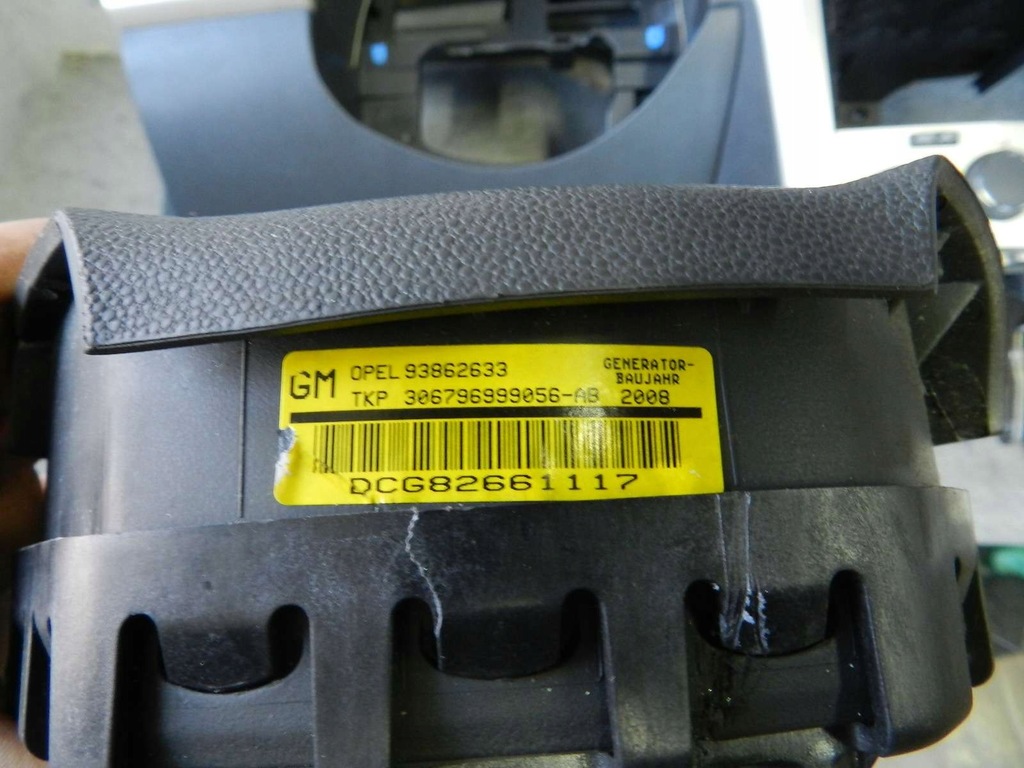 GM OPEL 93862633 GENERATOR-
BAUJAHR
TKP 306796999056-AB 2008
DCG82661117